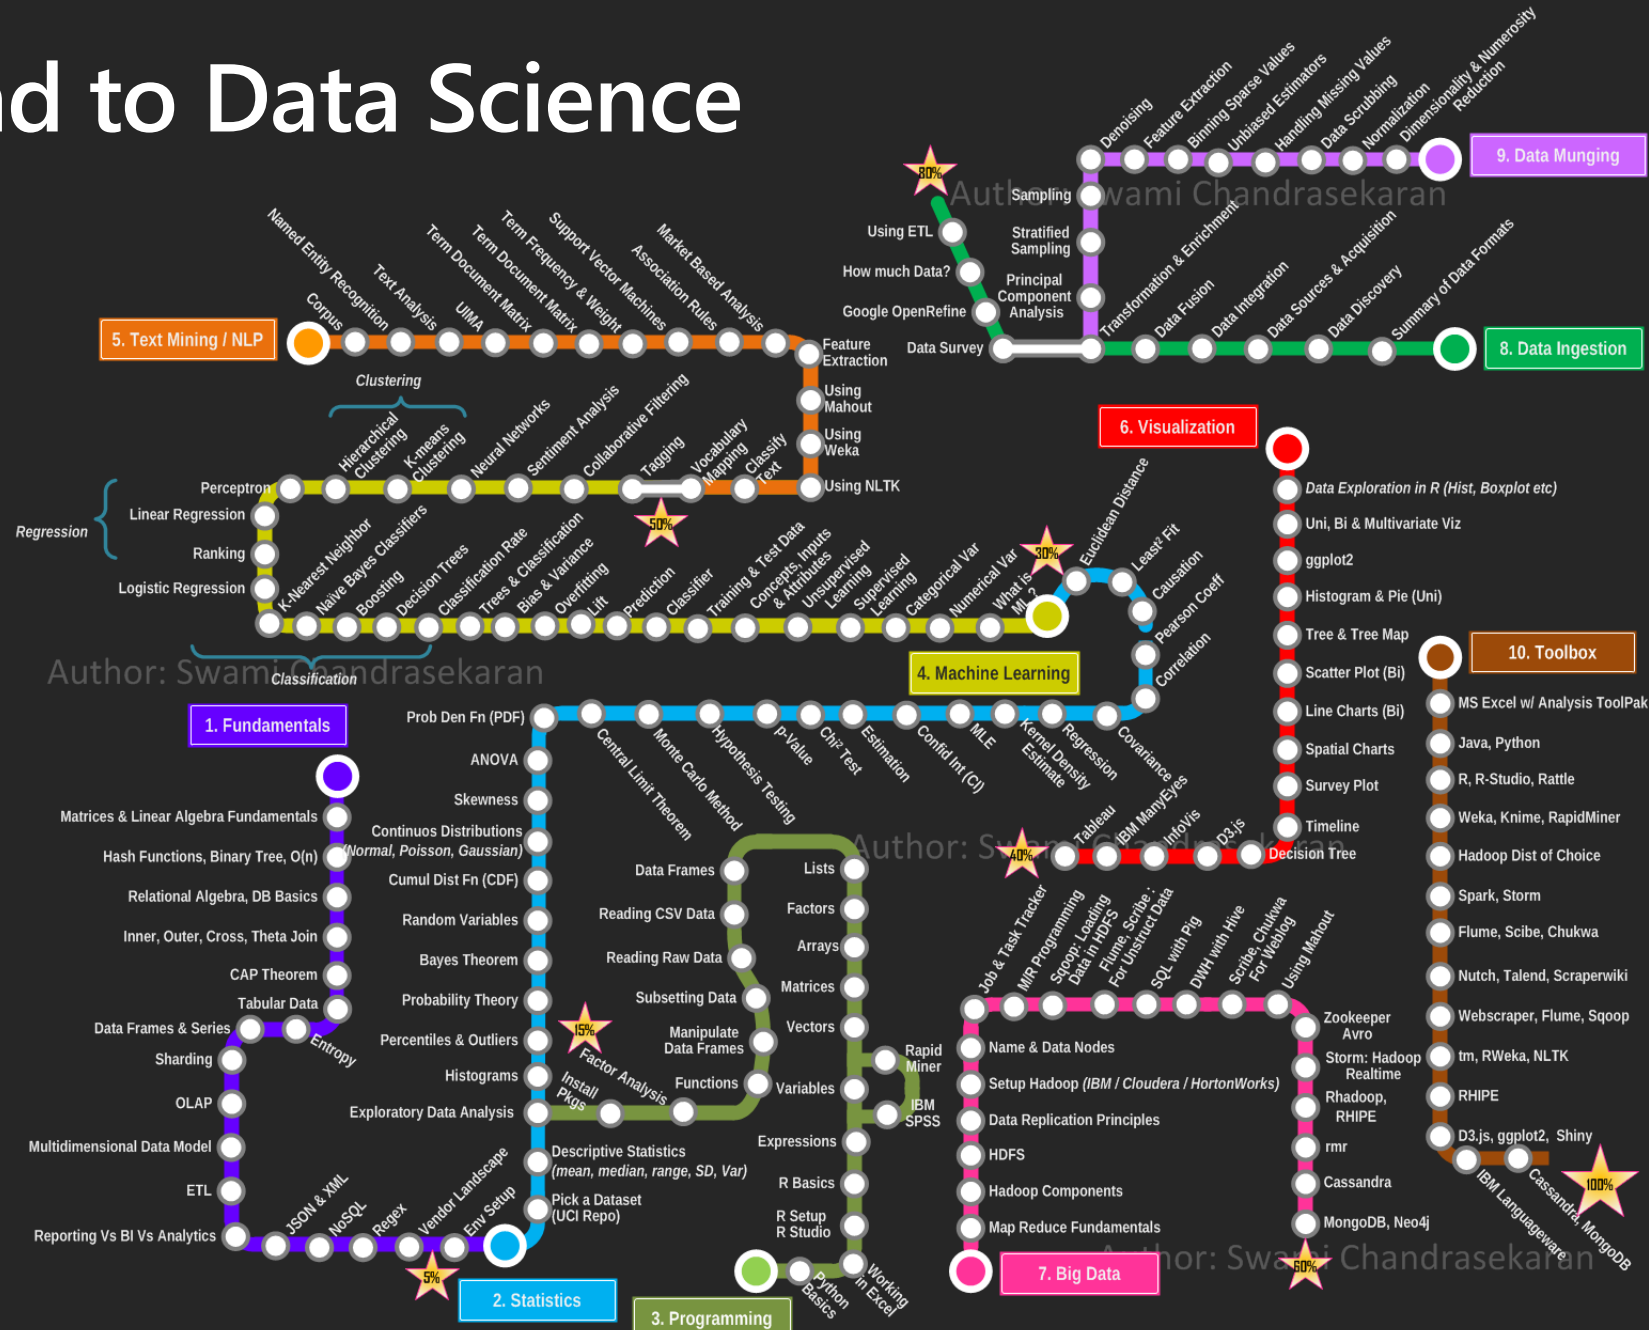 nd to Data Science
Author: Swami Chandrasekaran
9. Data Munging
Denoising
Feature Extraction
Binning Sparse Values
Unbiased Estimators
Handling Missing Values
Data Scrubbing
Normalization
Dimensionality & Numerosity
Reduction
Sampling
Stratified
Sampling
Principal
Component
Analysis
80%
Using ETL
How much Data?
Google OpenRefine
Data Survey
Transformation & Enrichment
Data Fusion
Data Integration
Data Sources & Acquisition
Data Discovery
Summary of Data Formats
8. Data Ingestion
5. Text Mining / NLP
Corpus
Named Entity Recognition
Text Analysis
UIMA
Term Document Matrix
Term Document Matrix
Term Frequency & Weight
Support Vector Machines
Association Rules
Market Based Analysis
Feature
Extraction
Using
Mahout
Using
Weka
Using NLTK
Classify
Text
Vocabulary
Mapping
50%
Tagging
Collaborative Filtering
Sentiment Analysis
Neural Networks
Clustering
K-means
Clustering
Hierarchical
Clustering
Perceptron
Regression
Linear Regression
Ranking
Logistic Regression
K-Nearest Neighbor
Naive Bayes Classifiers
Boosting
Decision Trees
Classification Rate
Trees & Classification
Bias & Variance
Overfitting
Lift
Prediction
Classifier
Training & Test Data
Concepts, Inputs
& Attributes
Unsupervised
Learning
Supervised
Learning
Categorical Var
Numerical Var
What is
ML?
Classification
Author: Swami Chandrasekaran
4. Machine Learning
30%
Euclidean Distance
Least² Fit
Causation
Pearson Coeff
Correlation
Covariance
Regression
Kernel Density
Estimate
MLE
Confid Int (CI)
Estimation
Chi² Test
p-Value
Hypothesis Testing
Monte Carlo Method
Central Limit Theorem
Prob Den Fn (PDF)
ANOVA
Skewness
Continuos Distributions
(Normal, Poisson, Gaussian)
Cumul Dist Fn (CDF)
Random Variables
Bayes Theorem
Probability Theory
Percentiles & Outliers
Histograms
Exploratory Data Analysis
Descriptive Statistics
(mean, median, range, SD, Var)
Pick a Dataset
(UCI Repo)
2. Statistics
1. Fundamentals
Matrices & Linear Algebra Fundamentals
Hash Functions, Binary Tree, O(n)
Relational Algebra, DB Basics
Inner, Outer, Cross, Theta Join
CAP Theorem
Tabular Data
Entropy
Data Frames & Series
Sharding
OLAP
Multidimensional Data Model
ETL
Reporting Vs BI Vs Analytics
JSON & XML
NoSQL
Regex
Vendor Landscape
Env Setup
5%
15%
Install
Pkgs
Factor Analysis
Functions
Manipulate
Data Frames
Subsetting Data
Reading Raw Data
Reading CSV Data
Data Frames
Lists
Factors
Arrays
Matrices
Vectors
Variables
Rapid
Miner
IBM
SPSS
Expressions
R Basics
R Setup
R Studio
Working
in Excel
Python
Basics
3. Programming
6. Visualization
Data Exploration in R (Hist, Boxplot etc)
Uni, Bi & Multivariate Viz
ggplot2
Histogram & Pie (Uni)
Tree & Tree Map
Scatter Plot (Bi)
Line Charts (Bi)
Spatial Charts
Survey Plot
Timeline
Decision Tree
D3.js
InfoVis
IBM ManyEyes
Tableau
40%
Author: Swami Chandrasekaran
7. Big Data
Map Reduce Fundamentals
Hadoop Components
HDFS
Data Replication Principles
Setup Hadoop (IBM / Cloudera / HortonWorks)
Name & Data Nodes
Job & Task Tracker
M/R Programming
Sqoop: Loading
Data in HDFS
Flume, Scribe :
For Unstruct Data
SQL with Pig
DWH with Hive
Scribe, Chukwa
For Weblog
Using Mahout
Zookeeper
Avro
Storm: Hadoop
Realtime
Rhadoop,
RHIPE
rmr
Cassandra
MongoDB, Neo4j
60%
Author: Swami Chandrasekaran
10. Toolbox
MS Excel w/ Analysis ToolPak
Java, Python
R, R-Studio, Rattle
Weka, Knime, RapidMiner
Hadoop Dist of Choice
Spark, Storm
Flume, Scibe, Chukwa
Nutch, Talend, Scraperwiki
Webscraper, Flume, Sqoop
tm, RWeka, NLTK
RHIPE
D3.js, ggplot2, Shiny
IBM Languageware
Cassandra, MongoDB
100%